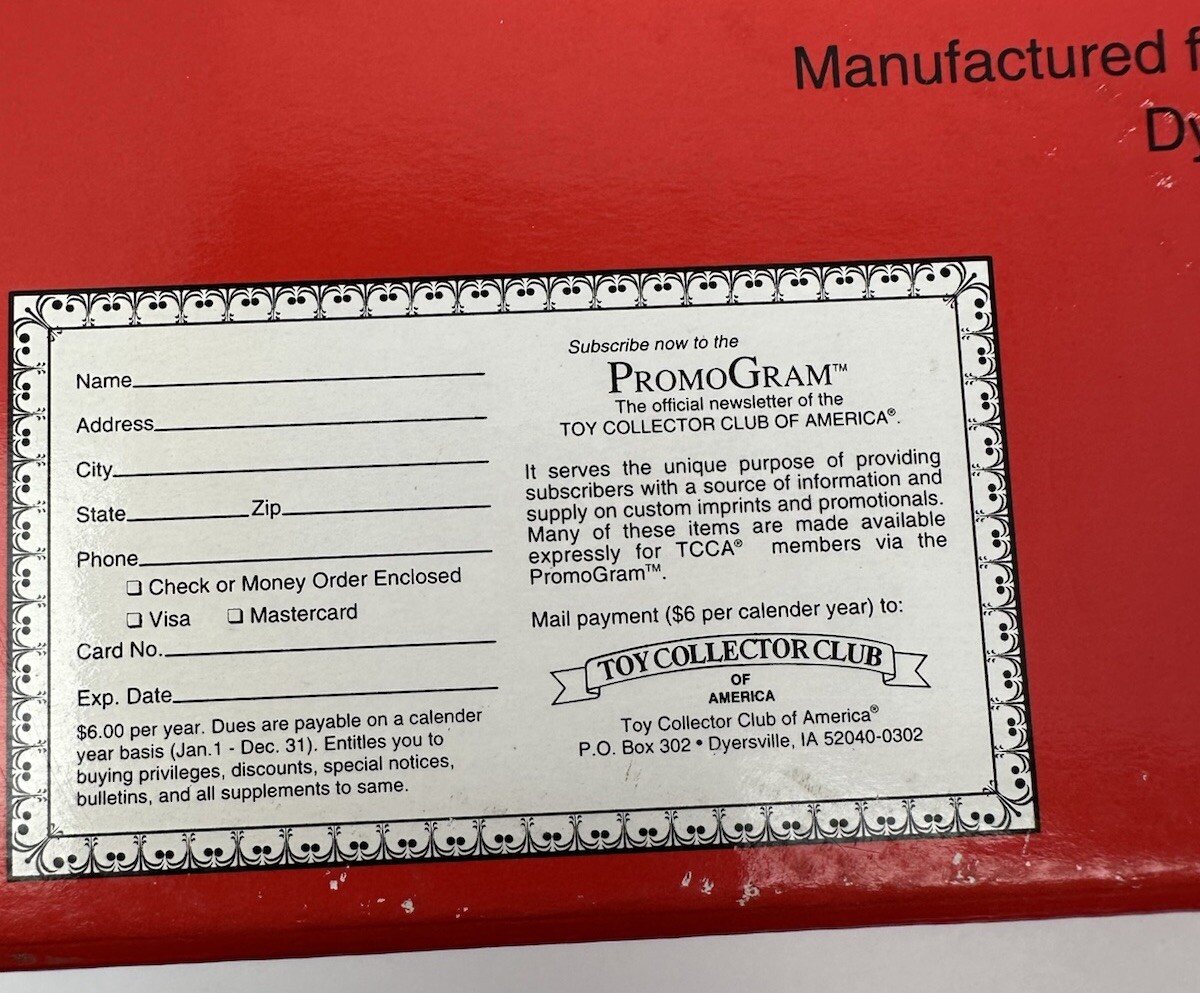 Manufactured f
Dy
Name
Address
City
State Zip
Phone
❏ Check or Money Order Enclosed
❏ Visa ❏ Mastercard
Card No.
Exp. Date
$6.00 per year. Dues are payable on a calender
year basis (Jan.1 - Dec. 31). Entitles you to
buying privileges, discounts, special notices,
bulletins, and all supplements to same.
Subscribe now to the
PROMOGRAM™
The official newsletter of the
TOY COLLECTOR CLUB OF AMERICA®.
It serves the unique purpose of providing
subscribers with a source of information and
supply on custom imprints and promotionals.
Many of these items are made available
expressly for TCCA® members via the
PromoGram™.
Mail payment ($6 per calender year) to:
TOY COLLECTOR CLUB
OF
AMERICA
Toy Collector Club of America®
P.O. Box 302 • Dyersville, IA 52040-0302